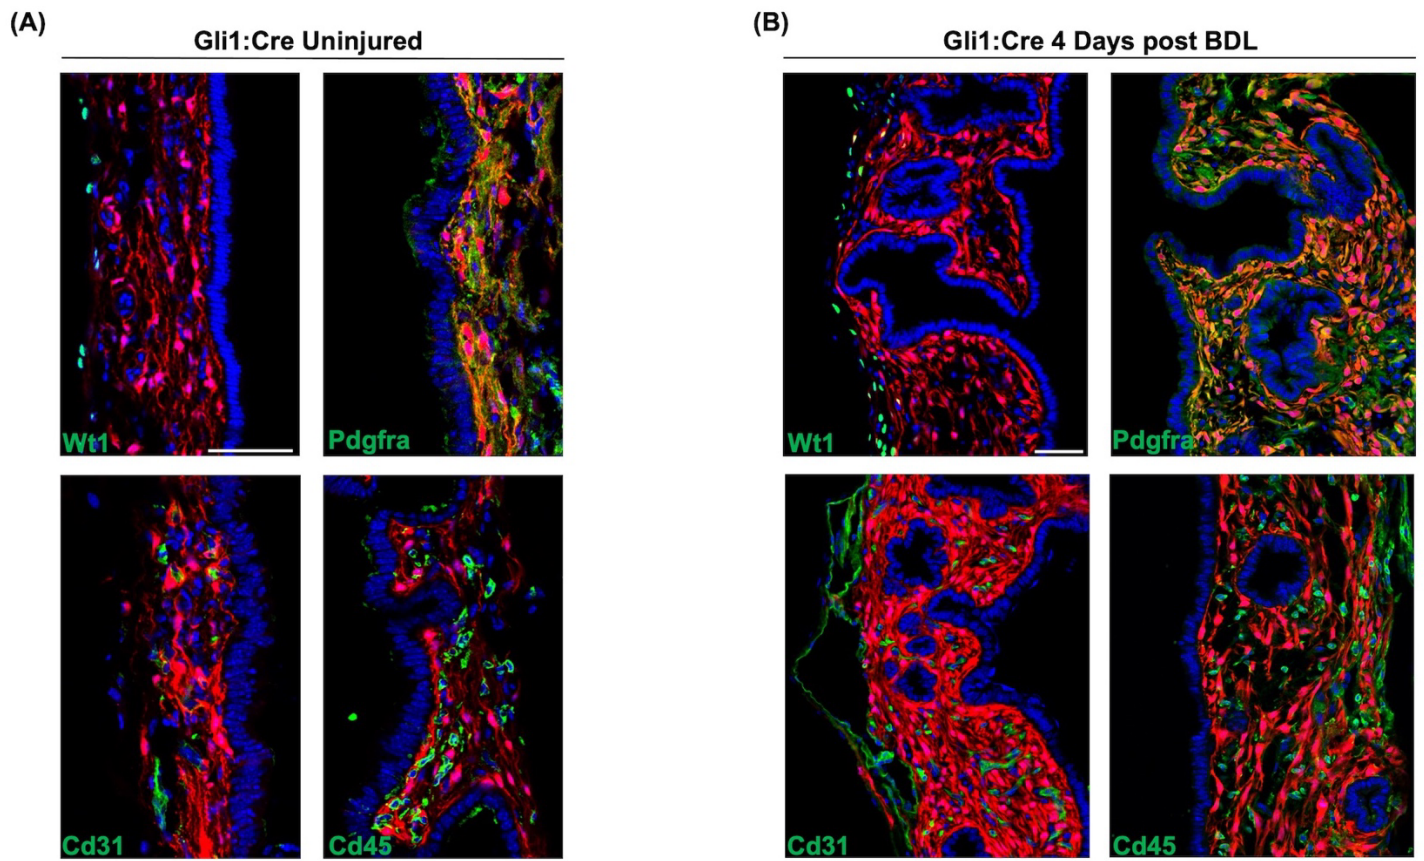 (A)
Gli1:Cre Uninjured
Wt1
Pdgfra
Cd31
Cd45
(B)
Gli1:Cre 4 Days post BDL
Wt1
Pdgfra
Cd31
Cd45